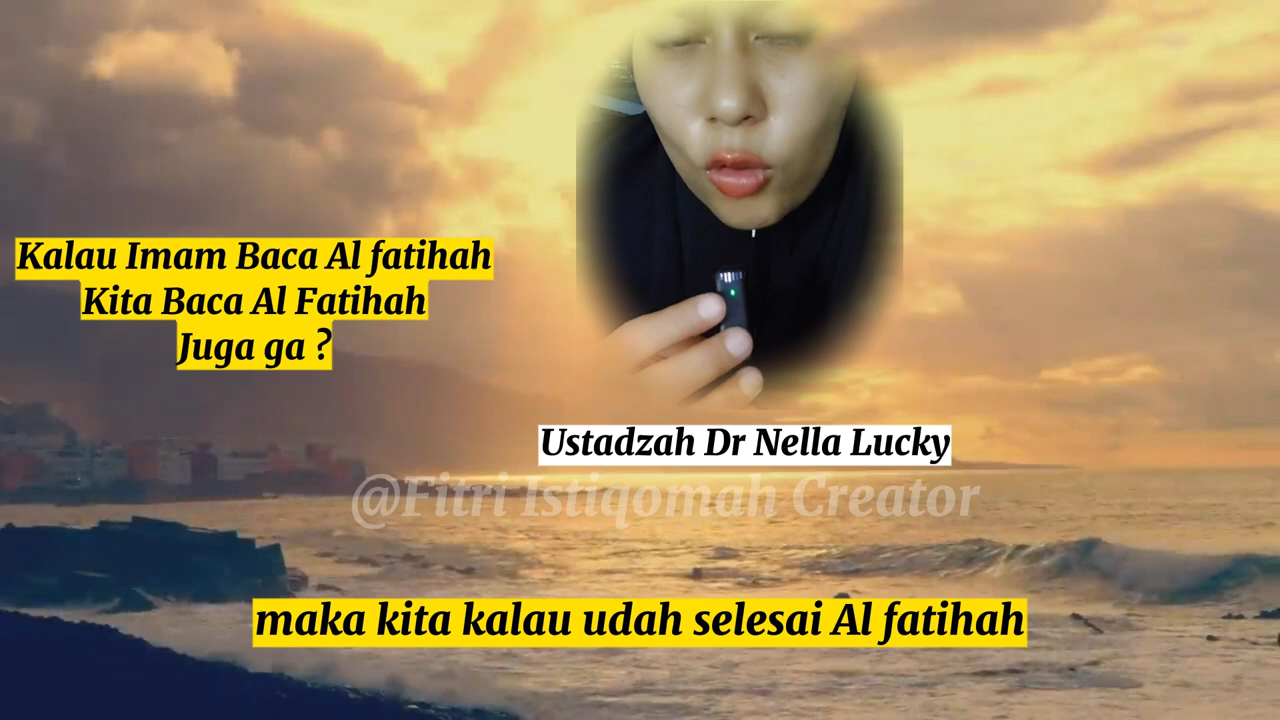 Kalau Imam Baca Al fatihah
Kita Baca Al Fatihah
Juga ga ?
Ustadzah Dr Nella Lucky
@Fitri Istiqomah Creator
maka kita kalau udah selesai Al fatihah